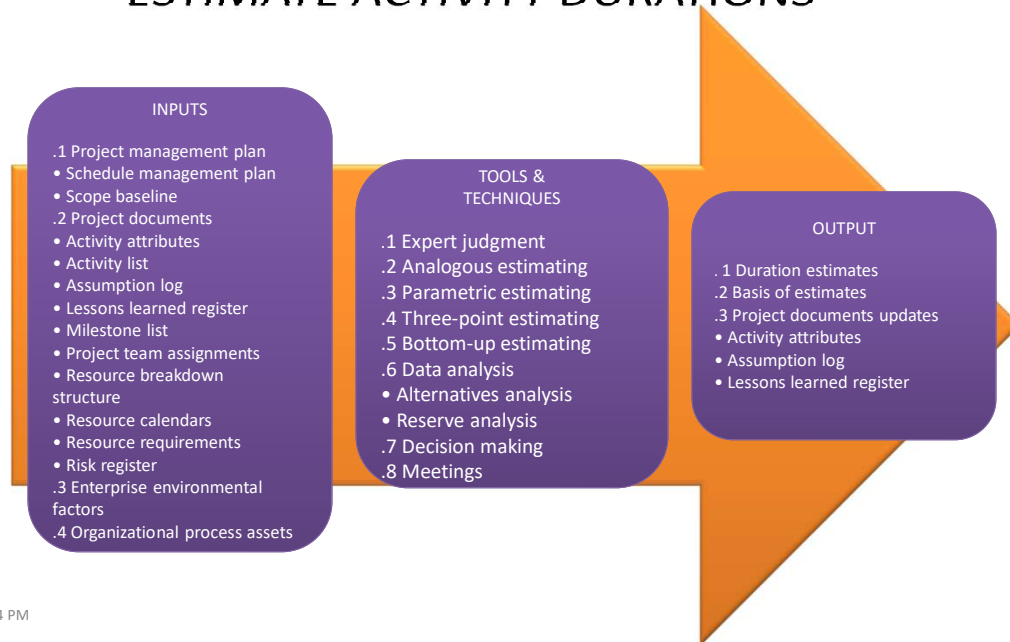 ESTIMATE ACTIVITY DURATIONS
INPUTS
.1 Project management plan
• Schedule management plan
• Scope baseline
.2 Project documents
• Activity attributes
• Activity list
• Assumption log
• Lessons learned register
• Milestone list
• Project team assignments
• Resource breakdown
structure
• Resource calendars
• Resource requirements
• Risk register
.3 Enterprise environmental
factors
.4 Organizational process assets
TOOLS &
TECHNIQUES
.1 Expert judgment
.2 Analogous estimating
.3 Parametric estimating
.4 Three-point estimating
.5 Bottom-up estimating
.6 Data analysis
• Alternatives analysis
• Reserve analysis
.7 Decision making
.8 Meetings
OUTPUT
. 1 Duration estimates
.2 Basis of estimates
.3 Project documents updates
• Activity attributes
• Assumption log
• Lessons learned register
PM